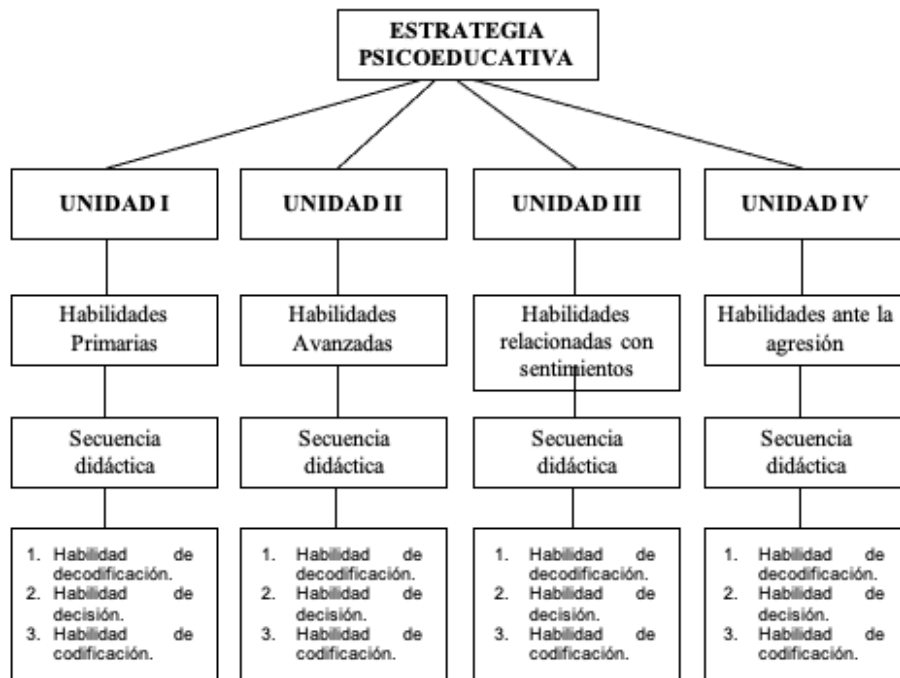 ESTRATEGIA
PSICOEDUCATIVA
UNIDAD I
UNIDAD II
UNIDAD III
UNIDAD IV
Habilidades
Primarias
Habilidades
Avanzadas
Habilidades
relacionadas con
sentimientos
Habilidades ante la
agresión
Secuencia
didáctica
Secuencia
didáctica
Secuencia
didáctica
Secuencia
didáctica
1. Habilidad de
decodificación.
2. Habilidad de
decisión.
3. Habilidad de
codificación.
1. Habilidad de
decodificación.
2. Habilidad de
decisión.
3. Habilidad de
codificación.
1. Habilidad de
decodificación.
2. Habilidad de
decisión.
3. Habilidad de
codificación.
1. Habilidad de
decodificación.
2. Habilidad de
decisión.
3. Habilidad de
codificación.